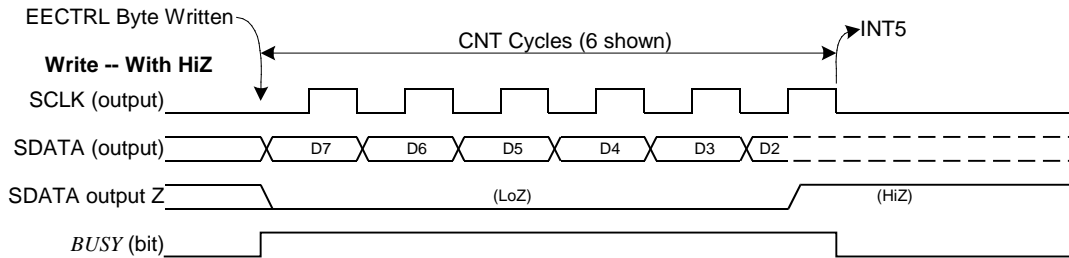 EECTRL Byte Written
INT5
CNT Cycles (6 shown)
Write -- With HiZ
SCLK (output)
SDATA (output) D7 D6 D5 D4 D3 D2
SDATA output Z (LoZ) (HiZ)
BUSY (bit)